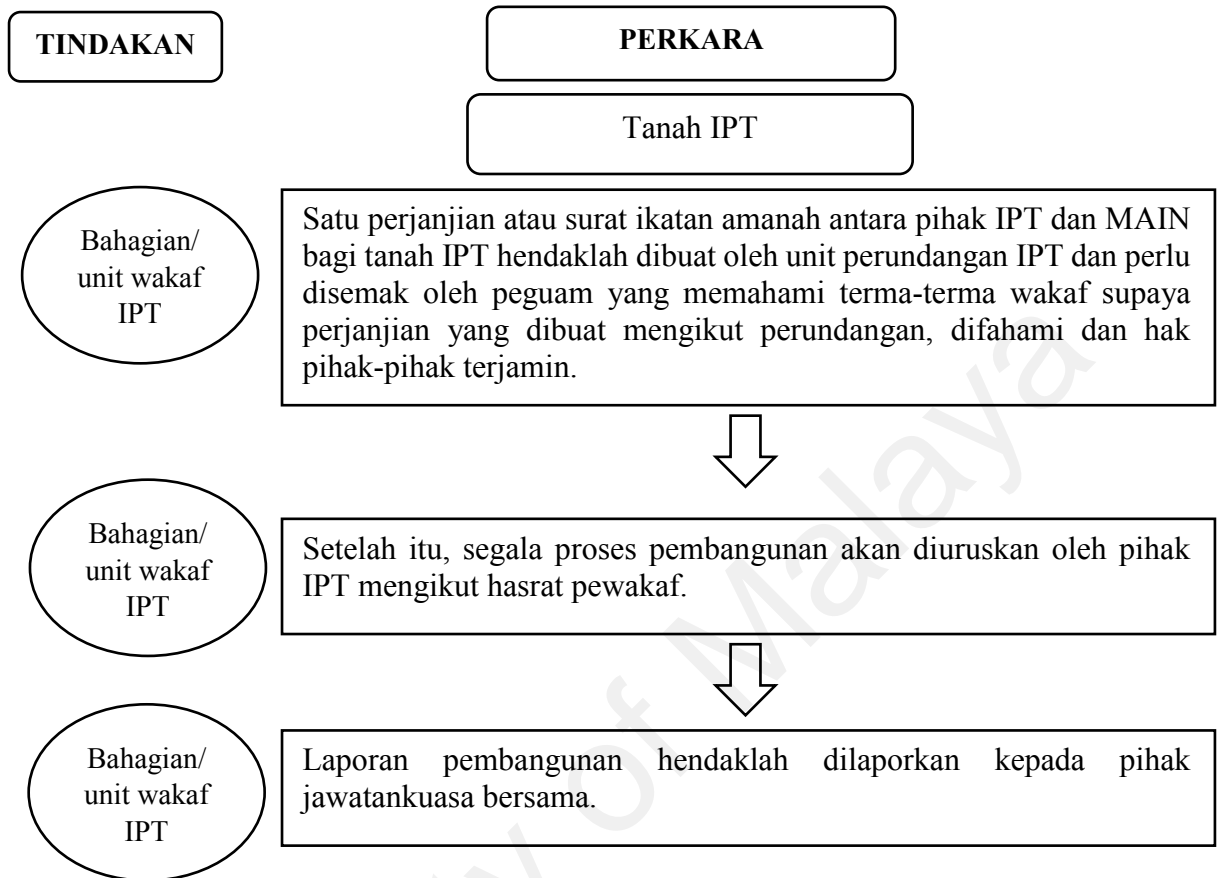 TINDAKAN
PERKARA
Tanah IPT
Bahagian/
unit wakaf
IPT
Satu perjanjian atau surat ikatan amanah antara pihak IPT dan MAIN
bagi tanah IPT hendaklah dibuat oleh unit perundangan IPT dan perlu
disemak oleh peguam yang memahami terma-terma wakaf supaya
perjanjian yang dibuat mengikut perundangan, difahami dan hak
pihak-pihak terjamin.
Bahagian/
unit wakaf
IPT
Setelah itu, segala proses pembangunan akan diuruskan oleh pihak
IPT mengikut hasrat pewakaf.
Bahagian/
unit wakaf
IPT
Laporan pembangunan hendaklah dilaporkan kepada pihak
jawatankuasa bersama.
y of Malaya